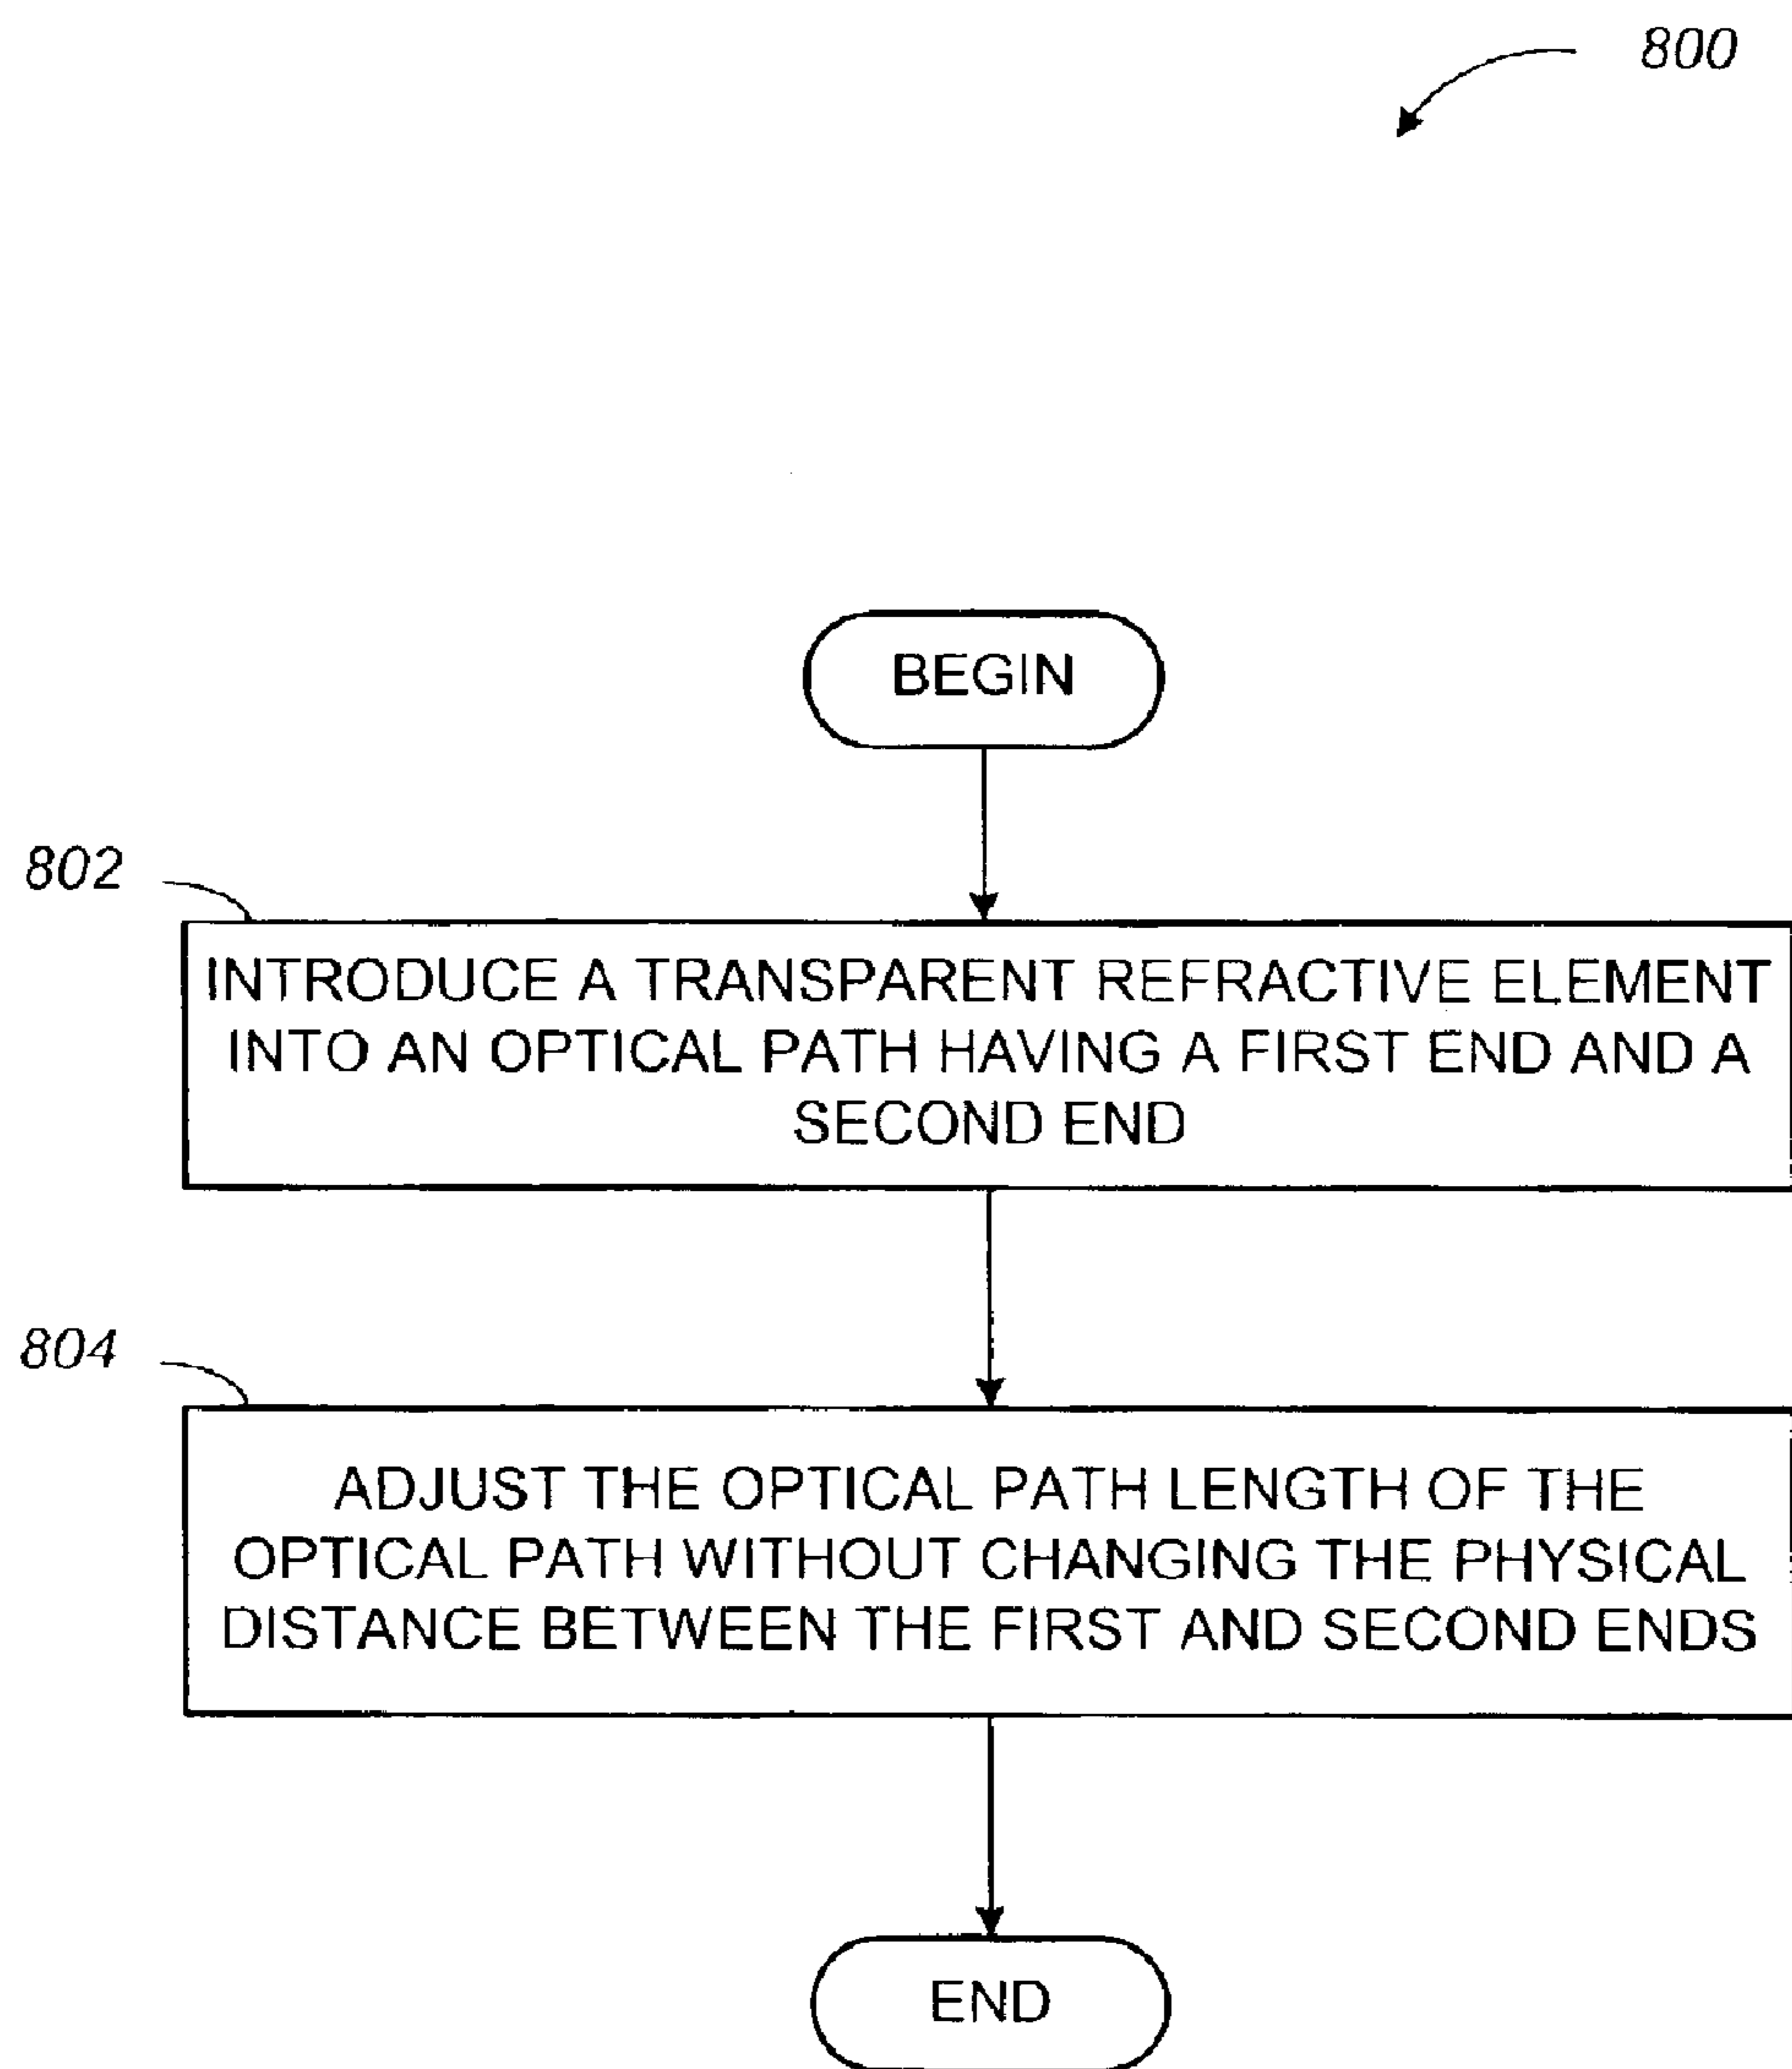 800
BEGIN
802
INTRODUCE A TRANSPARENT REFRACTIVE ELEMENT
INTO AN OPTICAL PATH HAVING A FIRST END AND A
SECOND END
804
ADJUST THE OPTICAL PATH LENGTH OF THE
OPTICAL PATH WITHOUT CHANGING THE PHYSICAL
DISTANCE BETWEEN THE FIRST AND SECOND ENDS
END